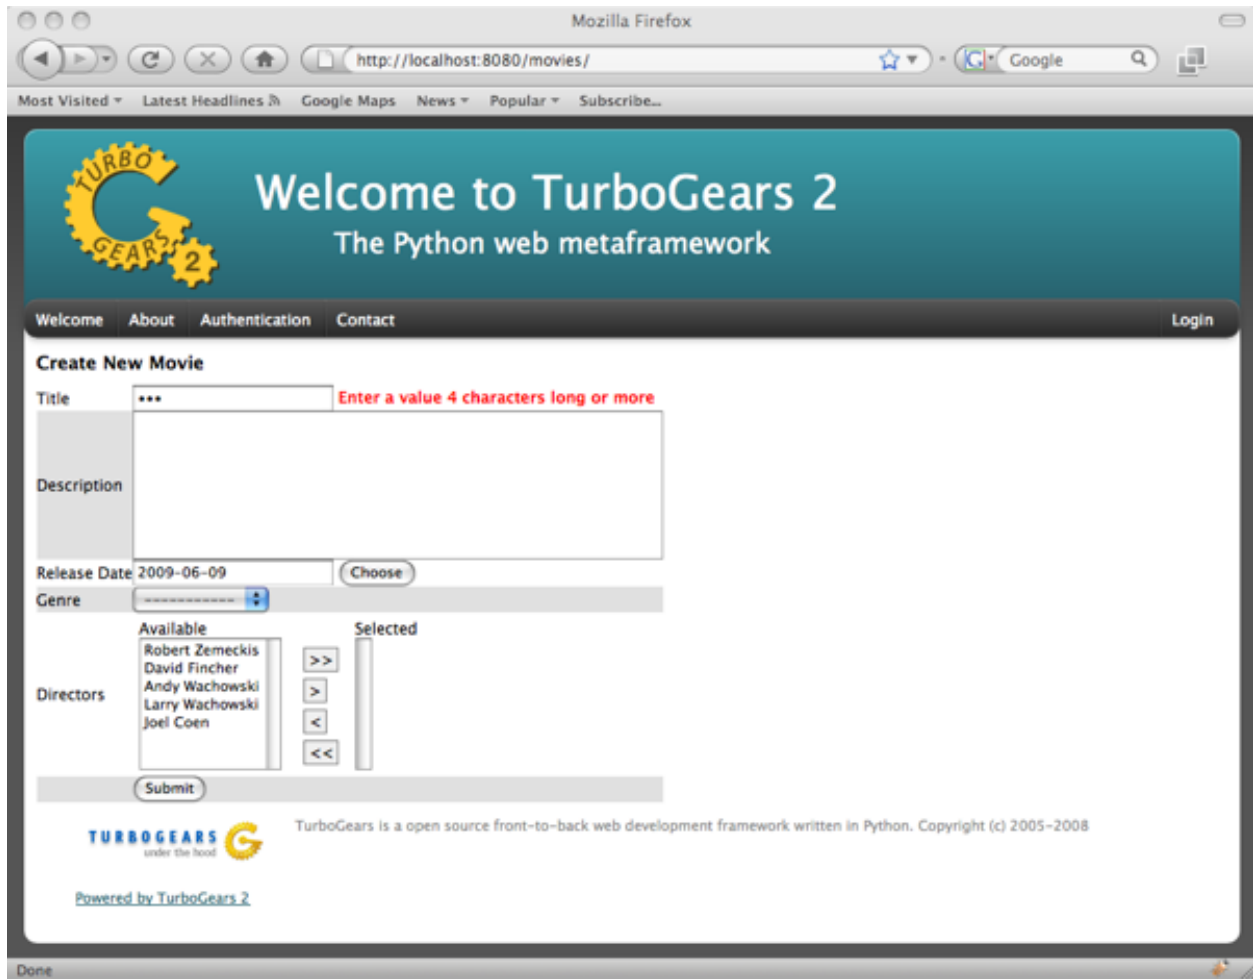 Mozilla Firefox
http://localhost:8080/movies/
Google
Most Visited Latest Headlines Google Maps News Popular Subscribe...
TURBO
GEARS 2
Welcome to TurboGears 2
The Python web metaframework
Welcome About Authentication Contact Login
Create New Movie
Title ••• Enter a value 4 characters long or more
Description
Release Date 2009-06-09 Choose
Genre -----------
Available Selected
Robert Zemeckis
David Fincher
Andy Wachowski
Larry Wachowski
Joel Coen
Directors
>>
>
<
<<
Submit
TURBOGEARS
under the hood
TurboGears is a open source front-to-back web development framework written in Python. Copyright (c) 2005-2008
Powered by TurboGears 2
Done